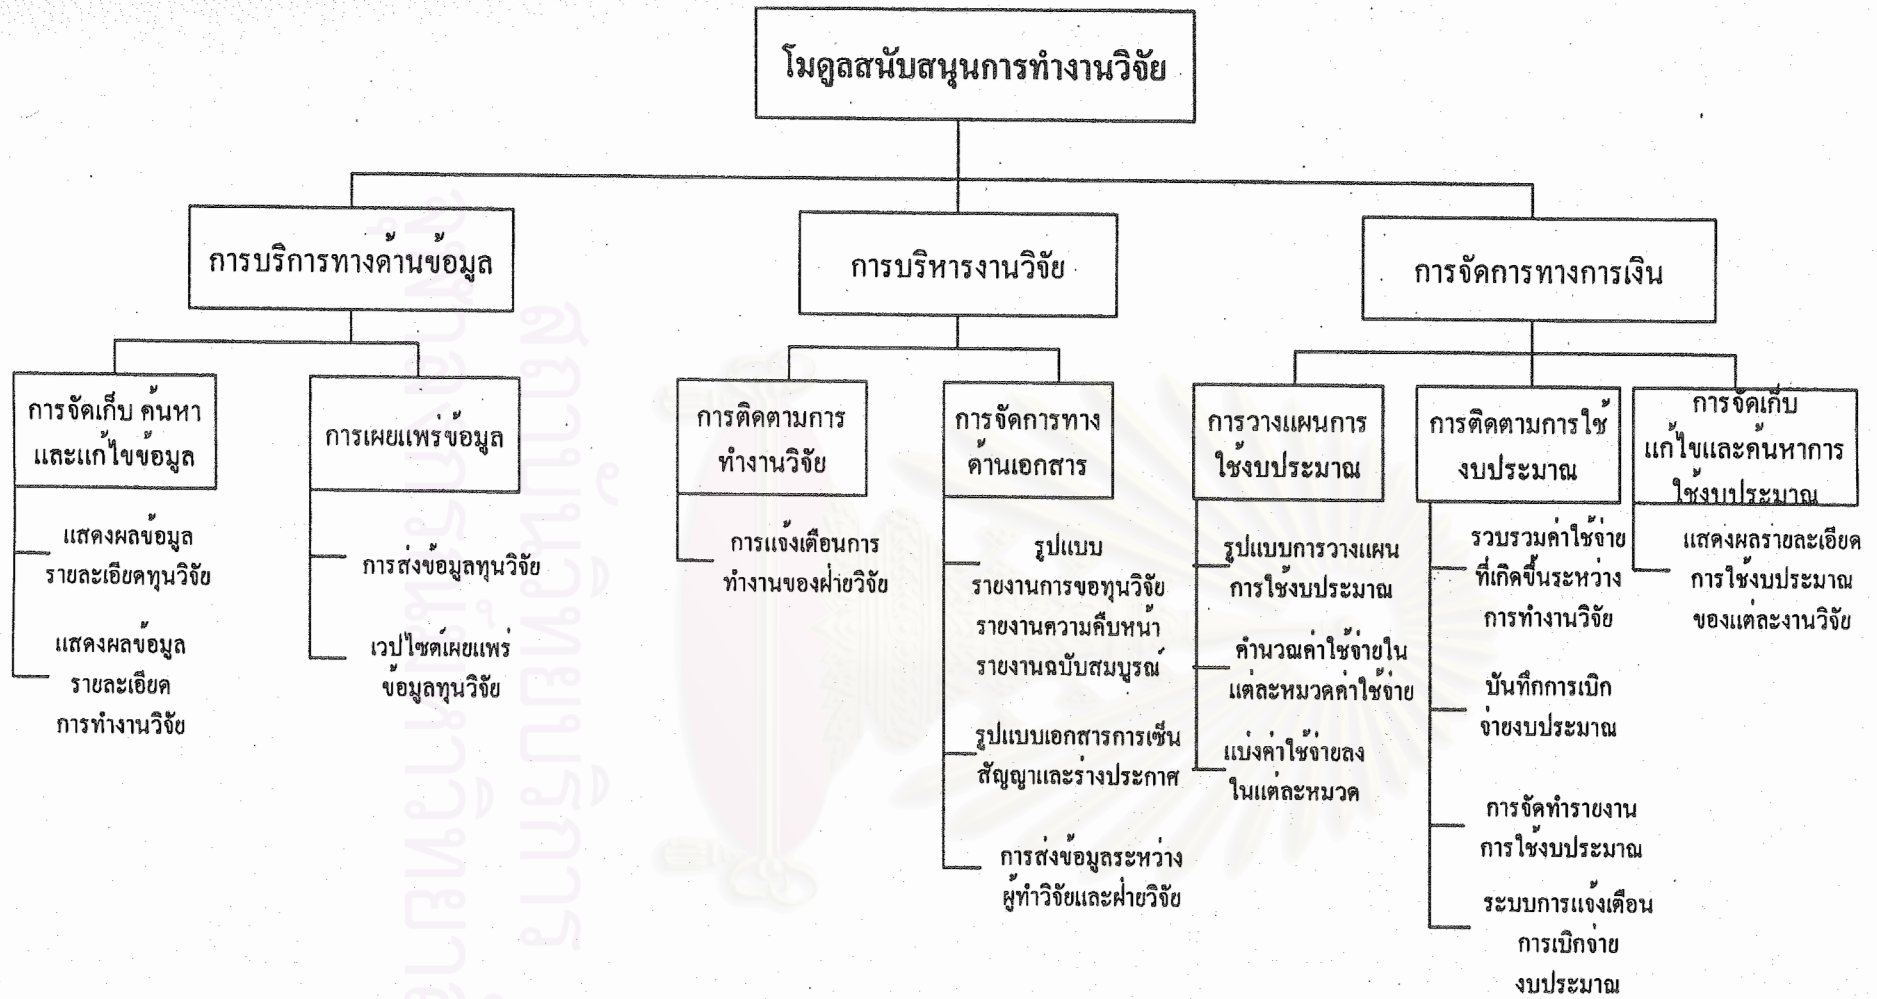 โมดูลสนับสนุนการทำงานวิจัย
การบริการทางด้านข้อมูล
การบริหารงานวิจัย
การจัดการทางการเงิน
การจัดเก็บ ค้นหา
และแก้ไขข้อมูล
การเผยแพร่ข้อมูล
การติดตามการ
ทำงานวิจัย
การจัดการทาง
ด้านเอกสาร
การวางแผนการ
ใช้งบประมาณ
การติดตามการใช้
งบประมาณ
การจัดเก็บ
แก้ไขและค้นหาการ
ใช้งบประมาณ
แสดงผลข้อมูล
รายละเอียดทุนวิจัย
แสดงผลข้อมูล
รายละเอียด
การทำงานวิจัย
การส่งข้อมูลทุนวิจัย
เวปไซต์เผยแพร่
ข้อมูลทุนวิจัย
การแจ้งเตือนการ
ทำงานของฝ่ายวิจัย
รูปแบบ
รายงานการขอทุนวิจัย
รายงานความคืบหน้า
รายงานฉบับสมบูรณ์
รูปแบบเอกสารการเซ็น
สัญญาและร่างประกาศ
การส่งข้อมูลระหว่าง
ผู้ทำวิจัยและฝ่ายวิจัย
รูปแบบการวางแผน
การใช้งบประมาณ
คำนวณค่าใช้จ่ายใน
แต่ละหมวดค่าใช้จ่าย
แบ่งค่าใช้จ่ายลง
ในแต่ละหมวด
รวบรวมค่าใช้จ่าย
ที่เกิดขึ้นระหว่าง
การทำงานวิจัย
บันทึกการเบิก
จ่ายงบประมาณ
การจัดทำรายงาน
การใช้งบประมาณ
ระบบการแจ้งเตือน
การเบิกจ่าย
งบประมาณ
แสดงผลรายละเอียด
การใช้งบประมาณ
ของแต่ละงานวิจัย
สถาบันวิทยบริการ